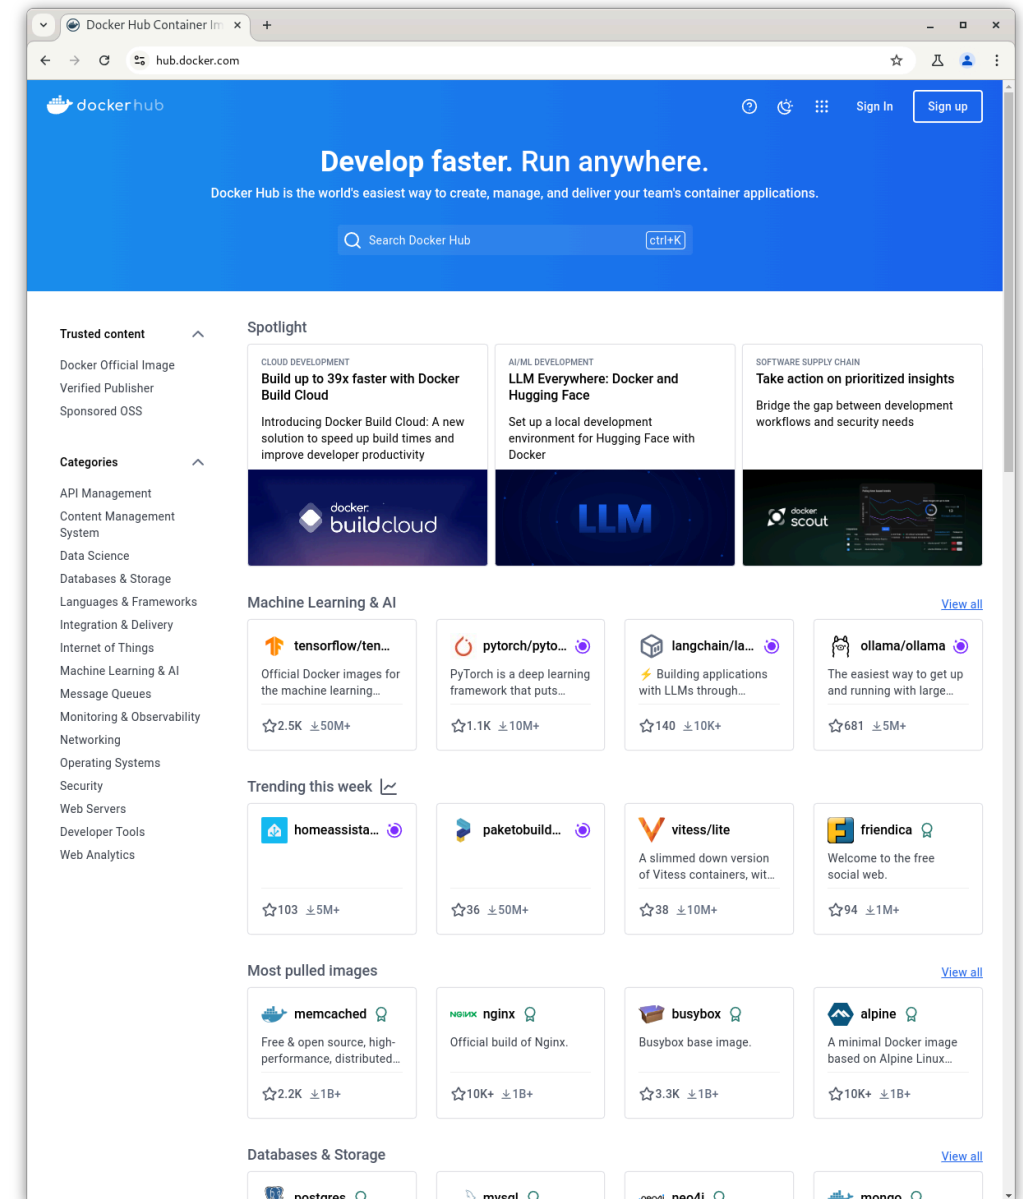 Docker Hub Container Im
hub.docker.com
dockerhub
Sign In
Sign up
Develop faster. Run anywhere.
Docker Hub is the world's easiest way to create, manage, and deliver your team's container applications.
Search Docker Hub
ctrl+K
Trusted content
Docker Official Image
Verified Publisher
Sponsored OSS
Categories
API Management
Content Management
System
Data Science
Databases & Storage
Languages & Frameworks
Integration & Delivery
Internet of Things
Machine Learning & AI
Message Queues
Monitoring & Observability
Networking
Operating Systems
Security
Web Servers
Developer Tools
Web Analytics
Spotlight
CLOUD DEVELOPMENT
Build up to 39x faster with Docker
Build Cloud
Introducing Docker Build Cloud: A new
solution to speed up build times and
improve developer productivity
docker.
buildcloud
AI/ML DEVELOPMENT
LLM Everywhere: Docker and
Hugging Face
Set up a local development
environment for Hugging Face with
Docker
LLM
SOFTWARE SUPPLY CHAIN
Take action on prioritized insights
Bridge the gap between development
workflows and security needs
docker
scout
Machine Learning & AI
View all
tensorflow/ten...
Official Docker images for
the machine learning...
2.5K 50M+
pytorch/pyto...
PyTorch is a deep learning
framework that puts...
1.1K 10M+
langchain/la...
⚡ Building applications
with LLMs through...
140 10K+
ollama/ollama
The easiest way to get up
and running with large...
681 5M+
Trending this week
homeassista...
103 5M+
paketobuild...
36 50M+
vitess/lite
A slimmed down version
of Vitess containers, wit...
38 10M+
friendica
Welcome to the free
social web.
94 1M+
Most pulled images
View all
memcached
Free & open source, high-
performance, distributed...
2.2K 1B+
NGINX nginx
Official build of Nginx.
10K+ 1B+
busybox
Busybox base image.
3.3K 1B+
alpine
A minimal Docker image
based on Alpine Linux...
10K+ 1B+
Databases & Storage
View all
postgres
mysql
neo4j neo4j
mongo